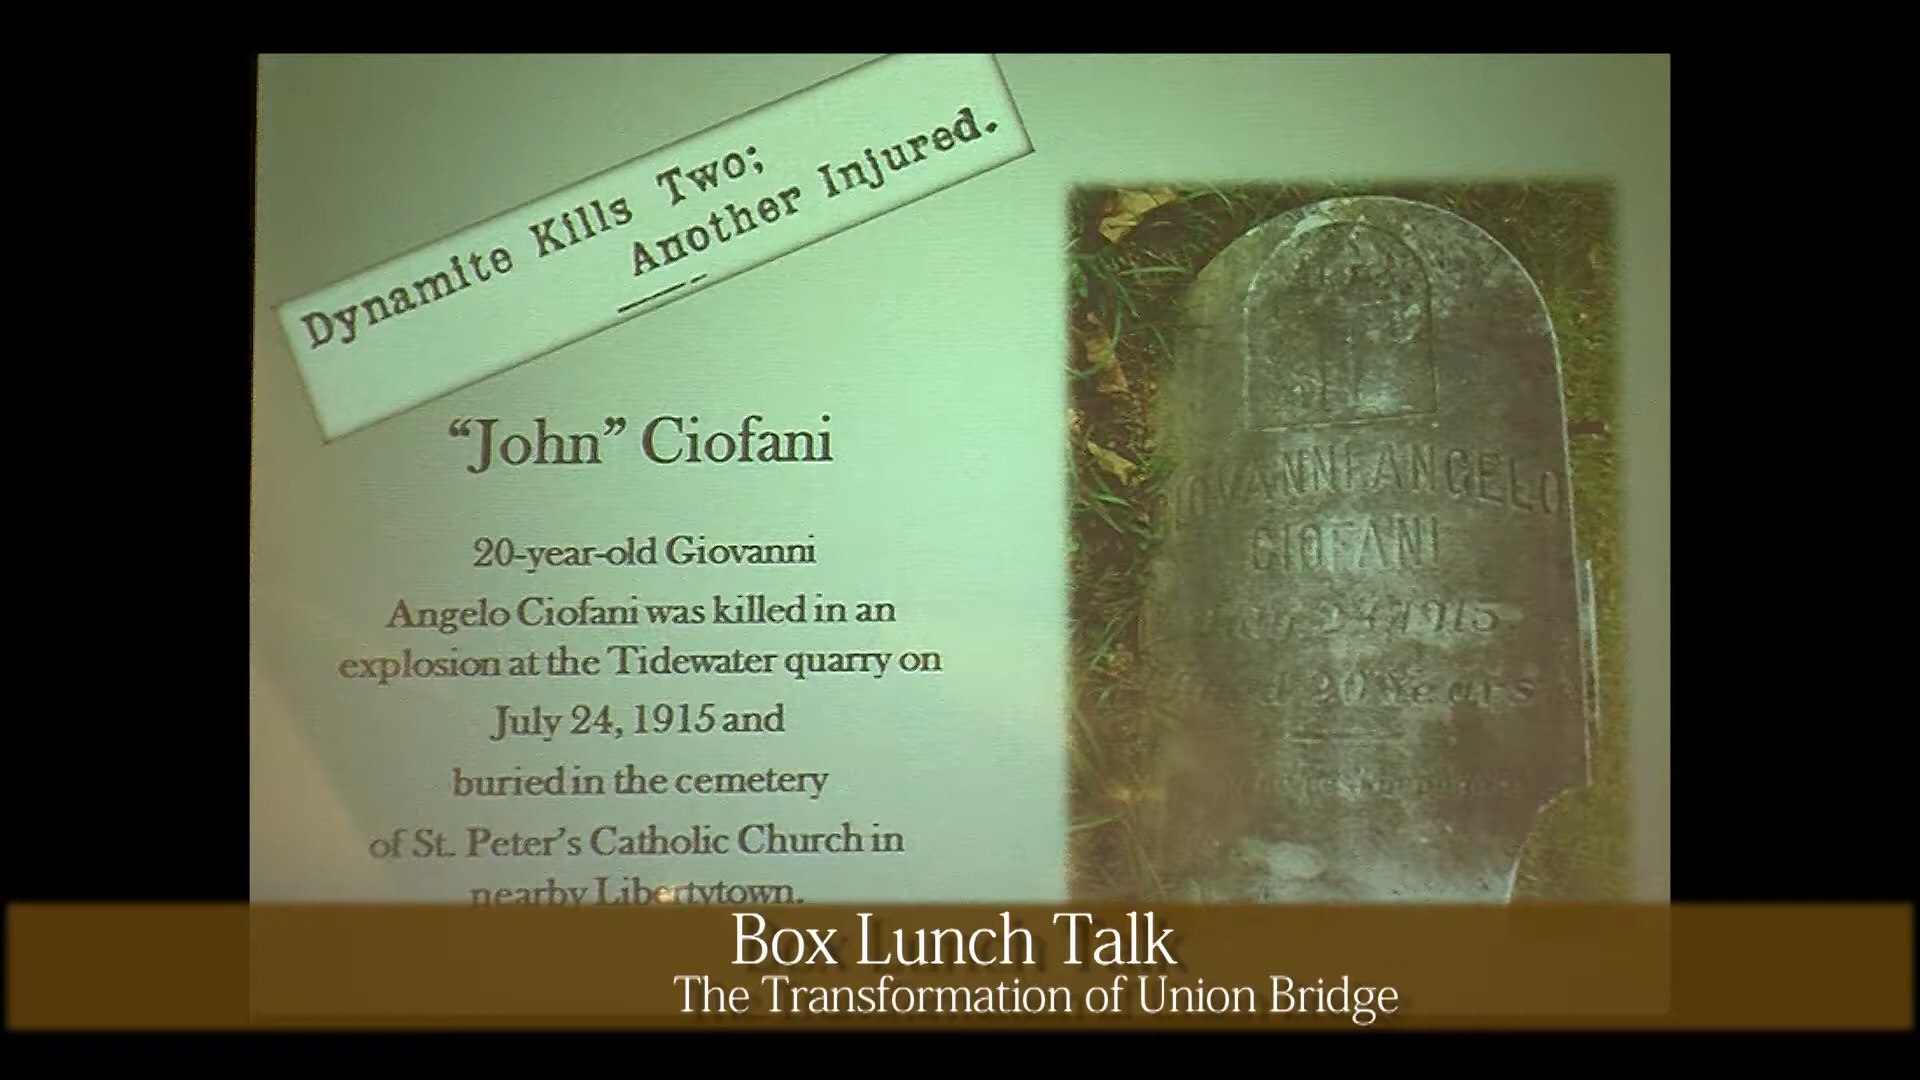 Dynamite Kills Two;
Another Injured.
“John” Ciofani
20-year-old Giovanni
Angelo Ciofani was killed in an
explosion at the Tidewater quarry on
July 24, 1915 and
buried in the cemetery
of St. Peter’s Catholic Church in
nearby Libertytown.
CIOFANI
24 1915
20 Years
Box Lunch Talk
The Transformation of Union Bridge